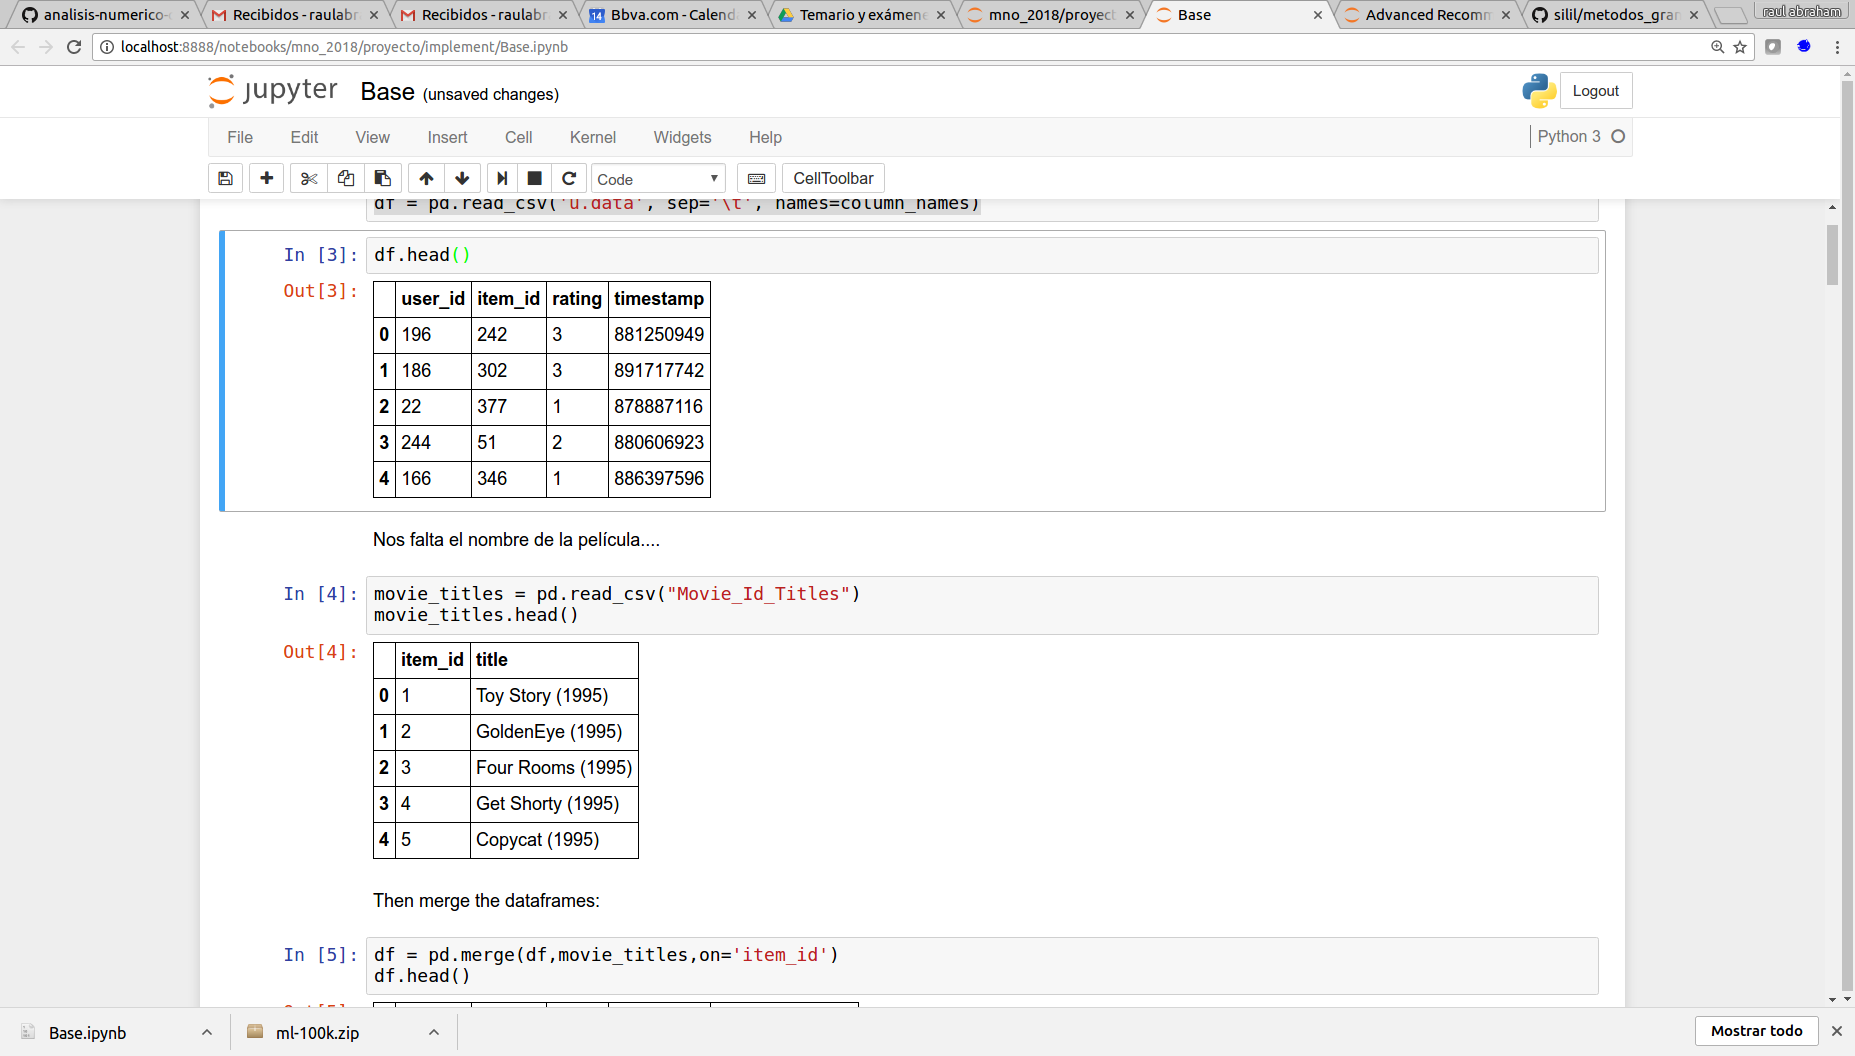 analisis-numerico-
Recibidos - raulabr
Recibidos - raulabr
14 Bbva.com - Calend
Temario y exámene
mno_2018/proyect
Base
Advanced Recomm
silil/metodos_gran
raul abraham
localhost:8888/notebooks/mno_2018/proyecto/implement/Base.ipynb
jupyter Base (unsaved changes)
Logout
File Edit View Insert Cell Kernel Widgets Help
Python 3
Code
CellToolbar
df = pd.read_csv('u.data', sep='\t', names=column_names)
In [3]: df.head()
Out[3]:
user_id item_id rating timestamp
0 196 242 3 881250949
1 186 302 3 891717742
2 22 377 1 878887116
3 244 51 2 880606923
4 166 346 1 886397596
Nos falta el nombre de la película....
In [4]: movie_titles = pd.read_csv("Movie_Id_Titles")
movie_titles.head()
Out[4]:
item_id title
0 1 Toy Story (1995)
1 2 GoldenEye (1995)
2 3 Four Rooms (1995)
3 4 Get Shorty (1995)
4 5 Copycat (1995)
Then merge the dataframes:
In [5]: df = pd.merge(df,movie_titles,on='item_id')
df.head()
Base.ipynb
ml-100k.zip
Mostrar todo